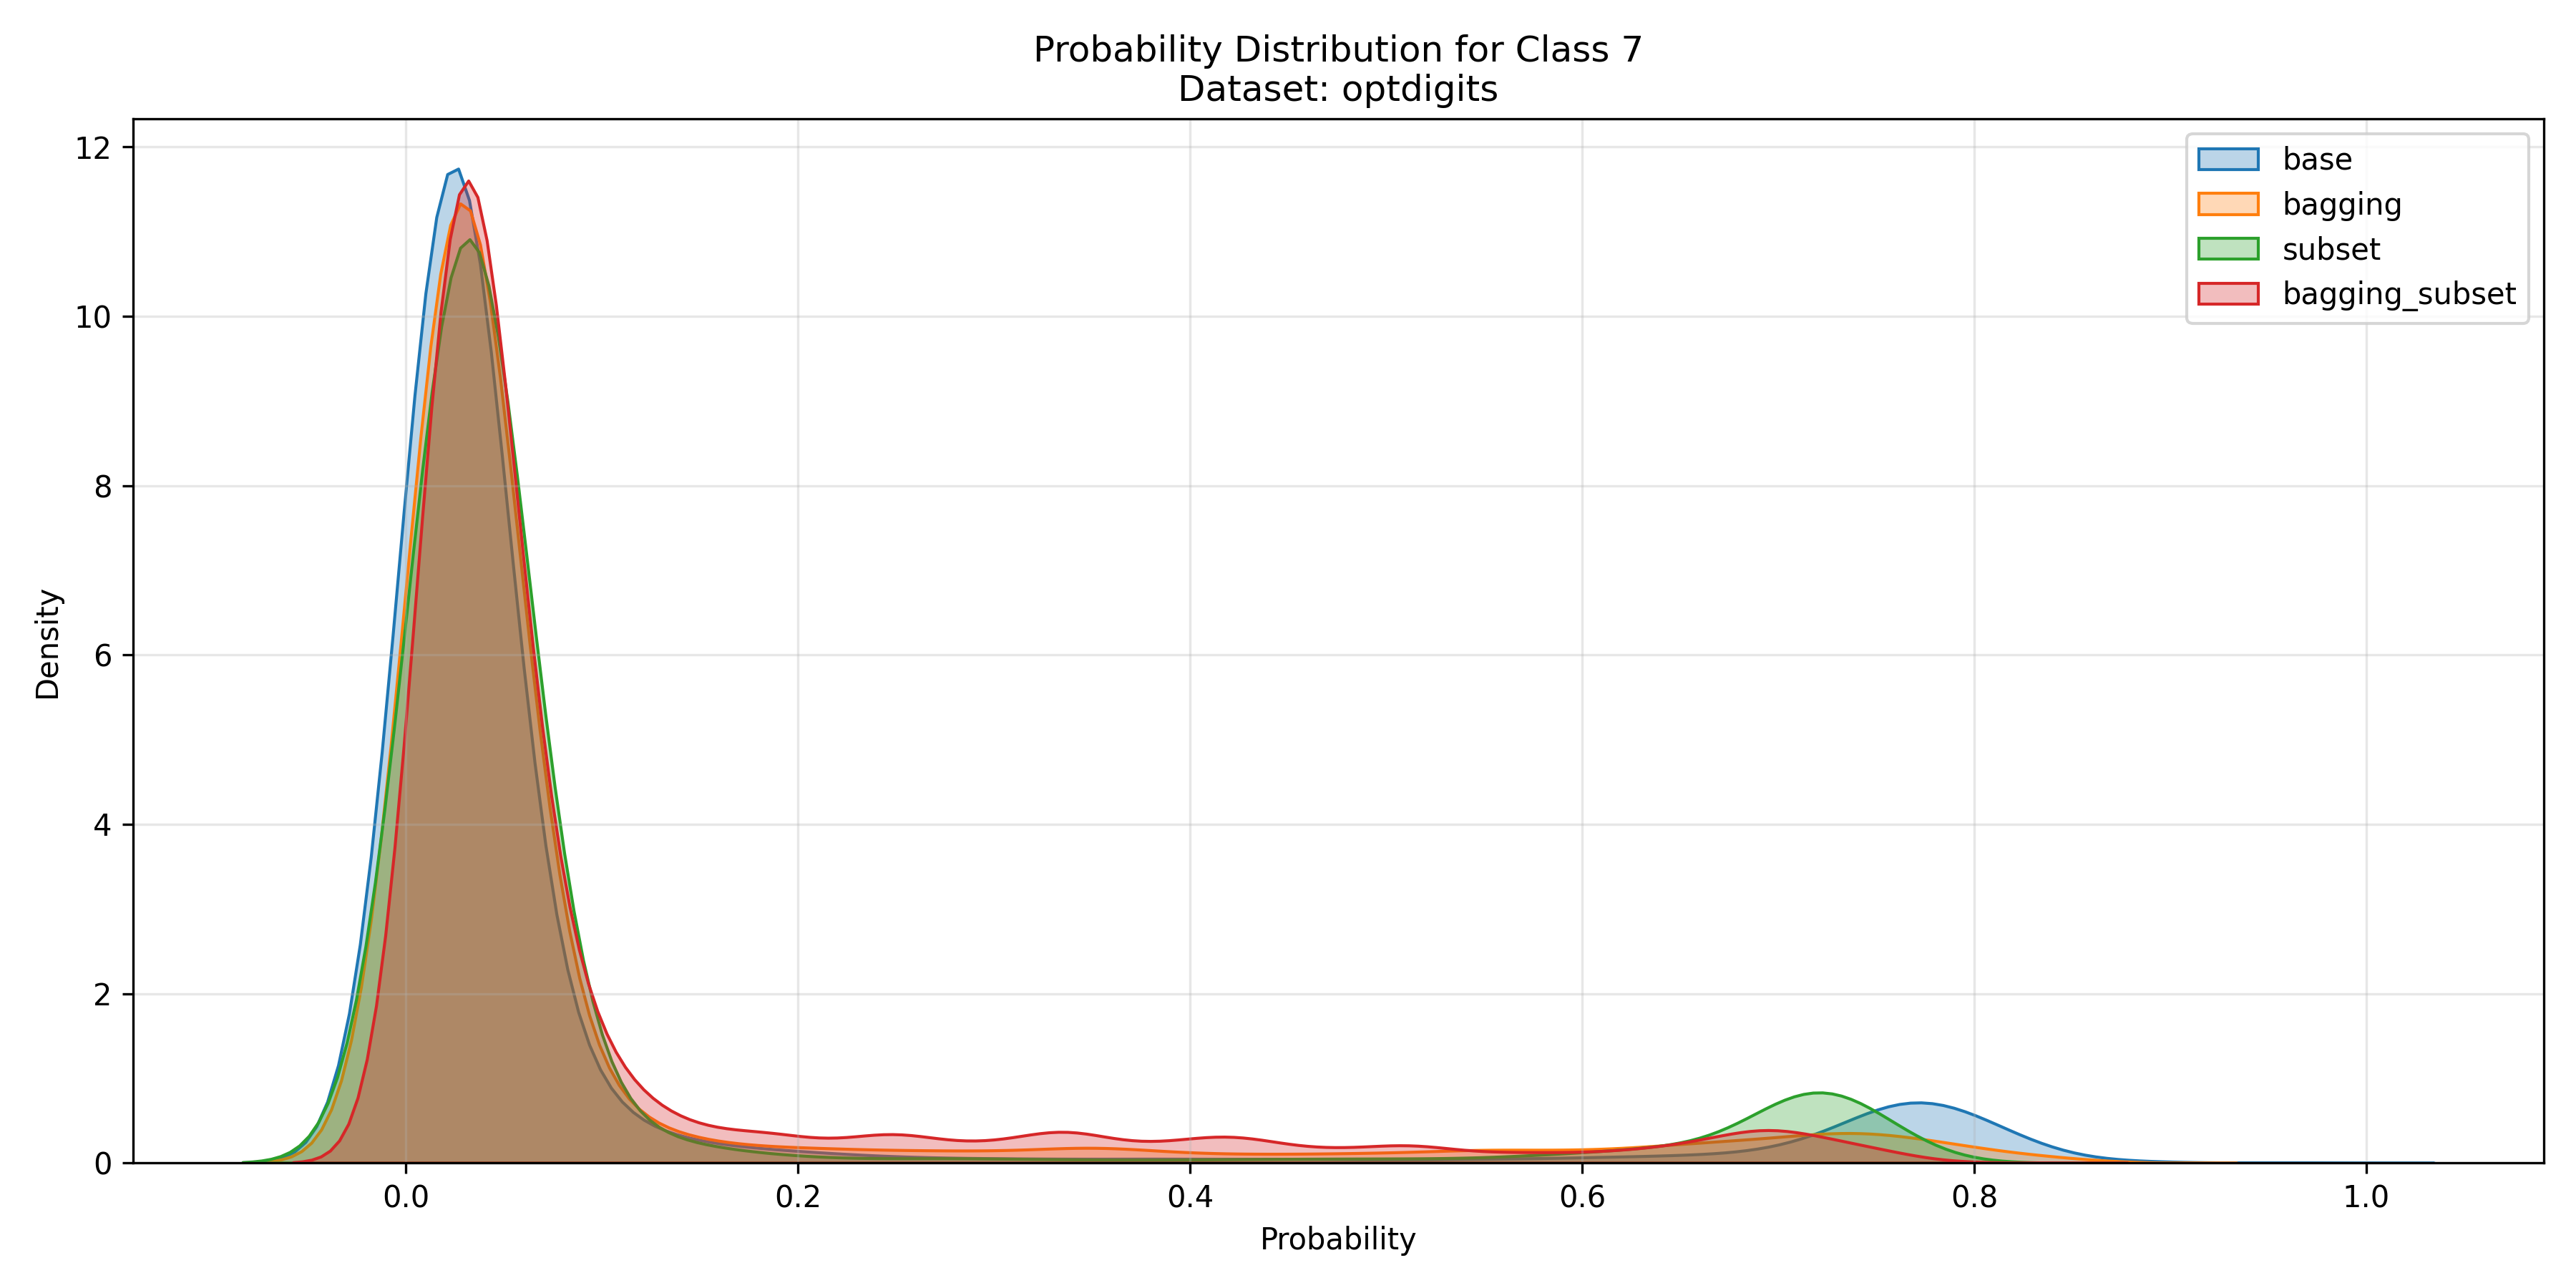 Probability Distribution for Class 7
Dataset: optdigits
12
10
8
6
4
2
0
Density
0.0
0.2
0.4
0.6
0.8
1.0
Probability
base
bagging
subset
bagging_subset